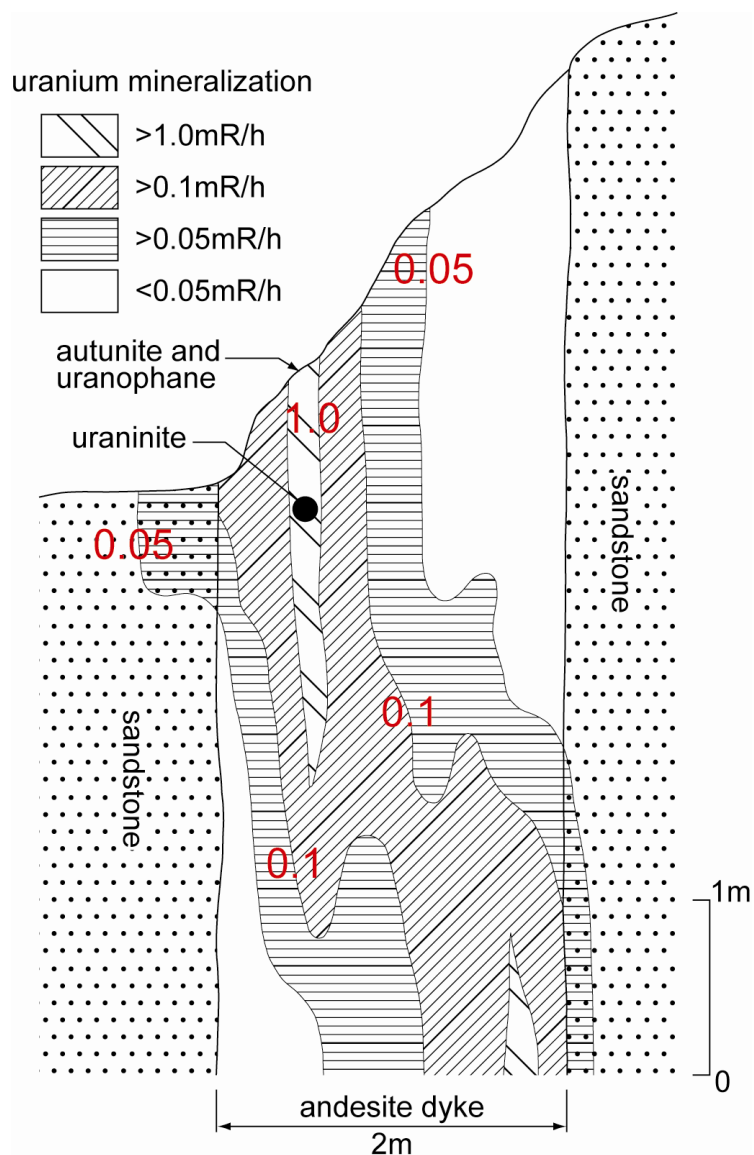 uranium mineralization
>1.0mR/h
>0.1mR/h
>0.05mR/h
<0.05mR/h
0.05
autunite and
uranophane
1.0
uraninite
0.05
sandstone
0.1
sandstone
0.1
1m
0
andesite dyke
2m